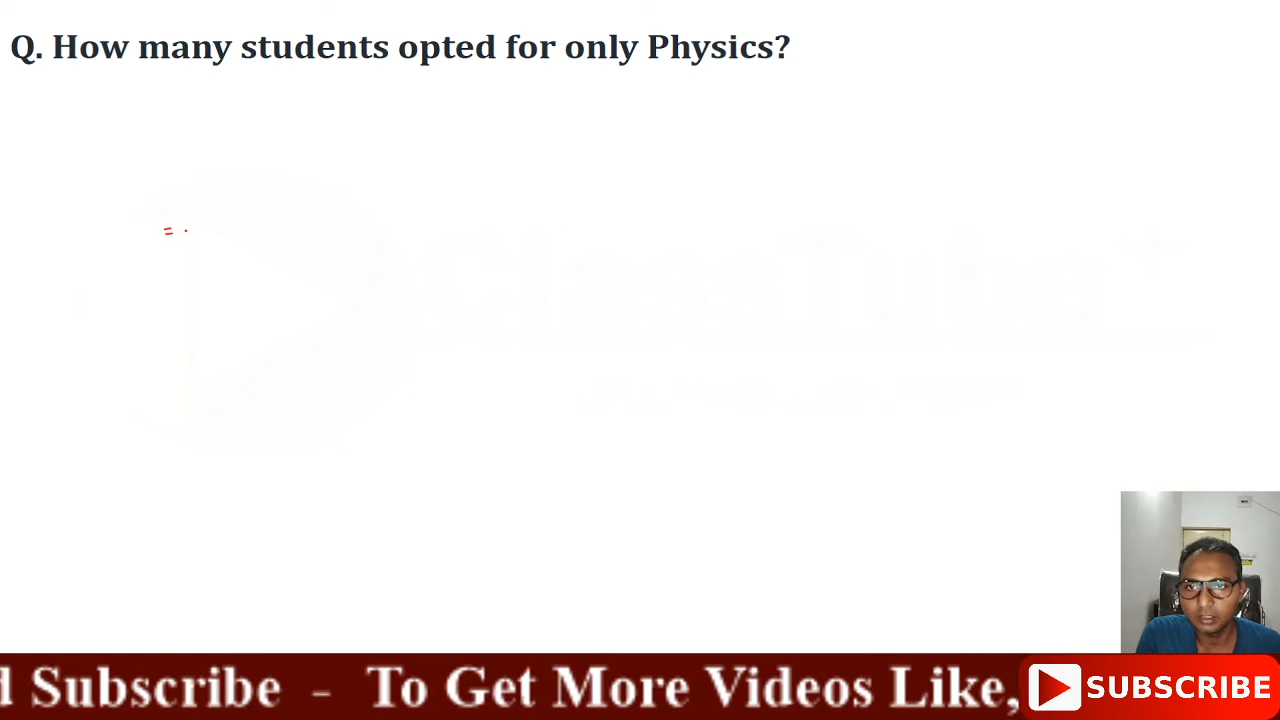 Q. How many students opted for only Physics?
=
ClassTube+
d Subscribe - To Get More Videos Like,
SUBSCRIBE